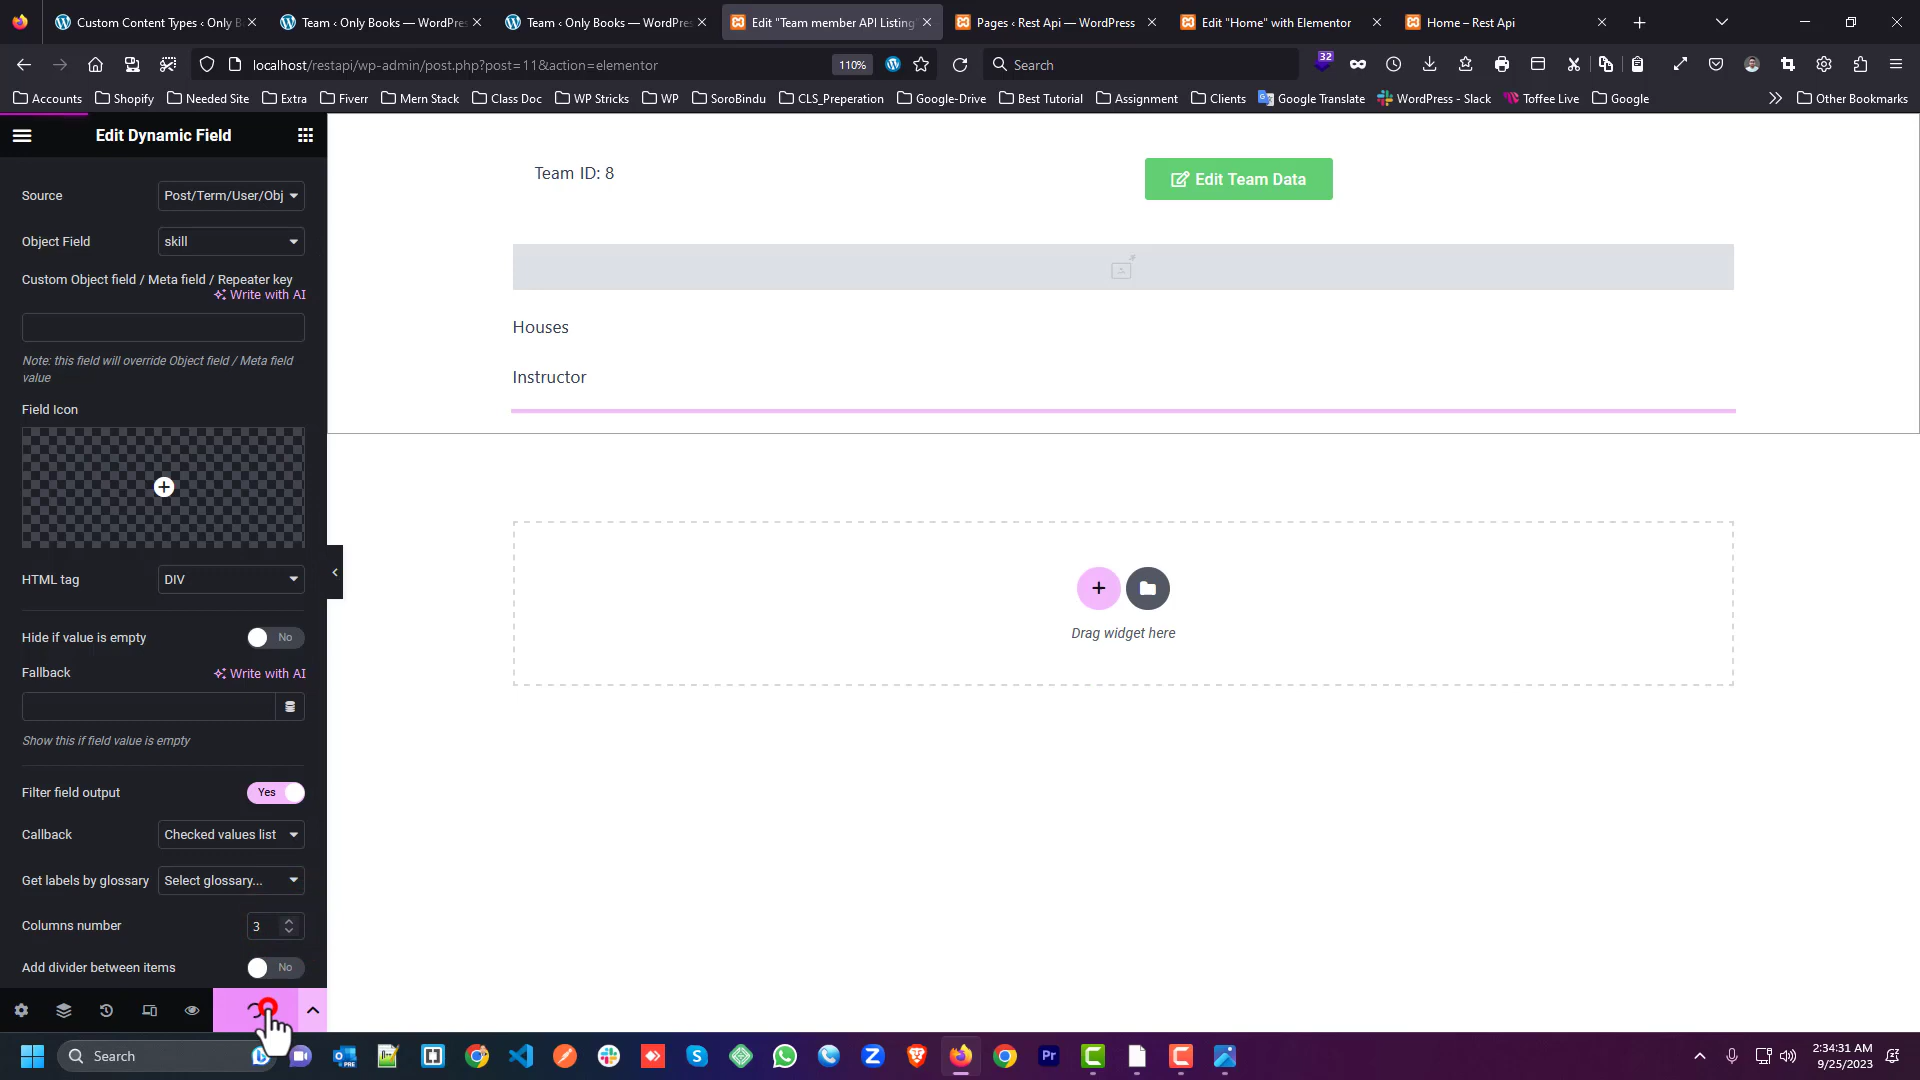 Custom Content Types ‹ Only B
Team ‹ Only Books — WordPres
Team ‹ Only Books — WordPres
Edit "Team member API Listing"
Pages ‹ Rest Api — WordPress
Edit "Home" with Elementor
Home – Rest Api
localhost/restapi/wp-admin/post.php?post=11&action=elementor
110%
Search
32
Accounts
Shopify
Needed Site
Extra
Fiverr
Mern Stack
Class Doc
WP Stricks
WP
SoroBindu
CLS_Preperation
Google-Drive
Best Tutorial
Assignment
Clients
Google Translate
WordPress - Slack
Toffee Live
Google
Other Bookmarks
Edit Dynamic Field
Source
Post/Term/User/Obj
Object Field
skill
Custom Object field / Meta field / Repeater key
Write with AI
Note: this field will override Object field / Meta field
value
Field Icon
HTML tag
DIV
Hide if value is empty
No
Fallback
Write with AI
Show this if field value is empty
Filter field output
Yes
Callback
Checked values list
Get labels by glossary
Select glossary...
Columns number
3
Add divider between items
No
Team ID: 8
Edit Team Data
Houses
Instructor
Drag widget here
Search
Pr
2:34:31 AM
9/25/2023